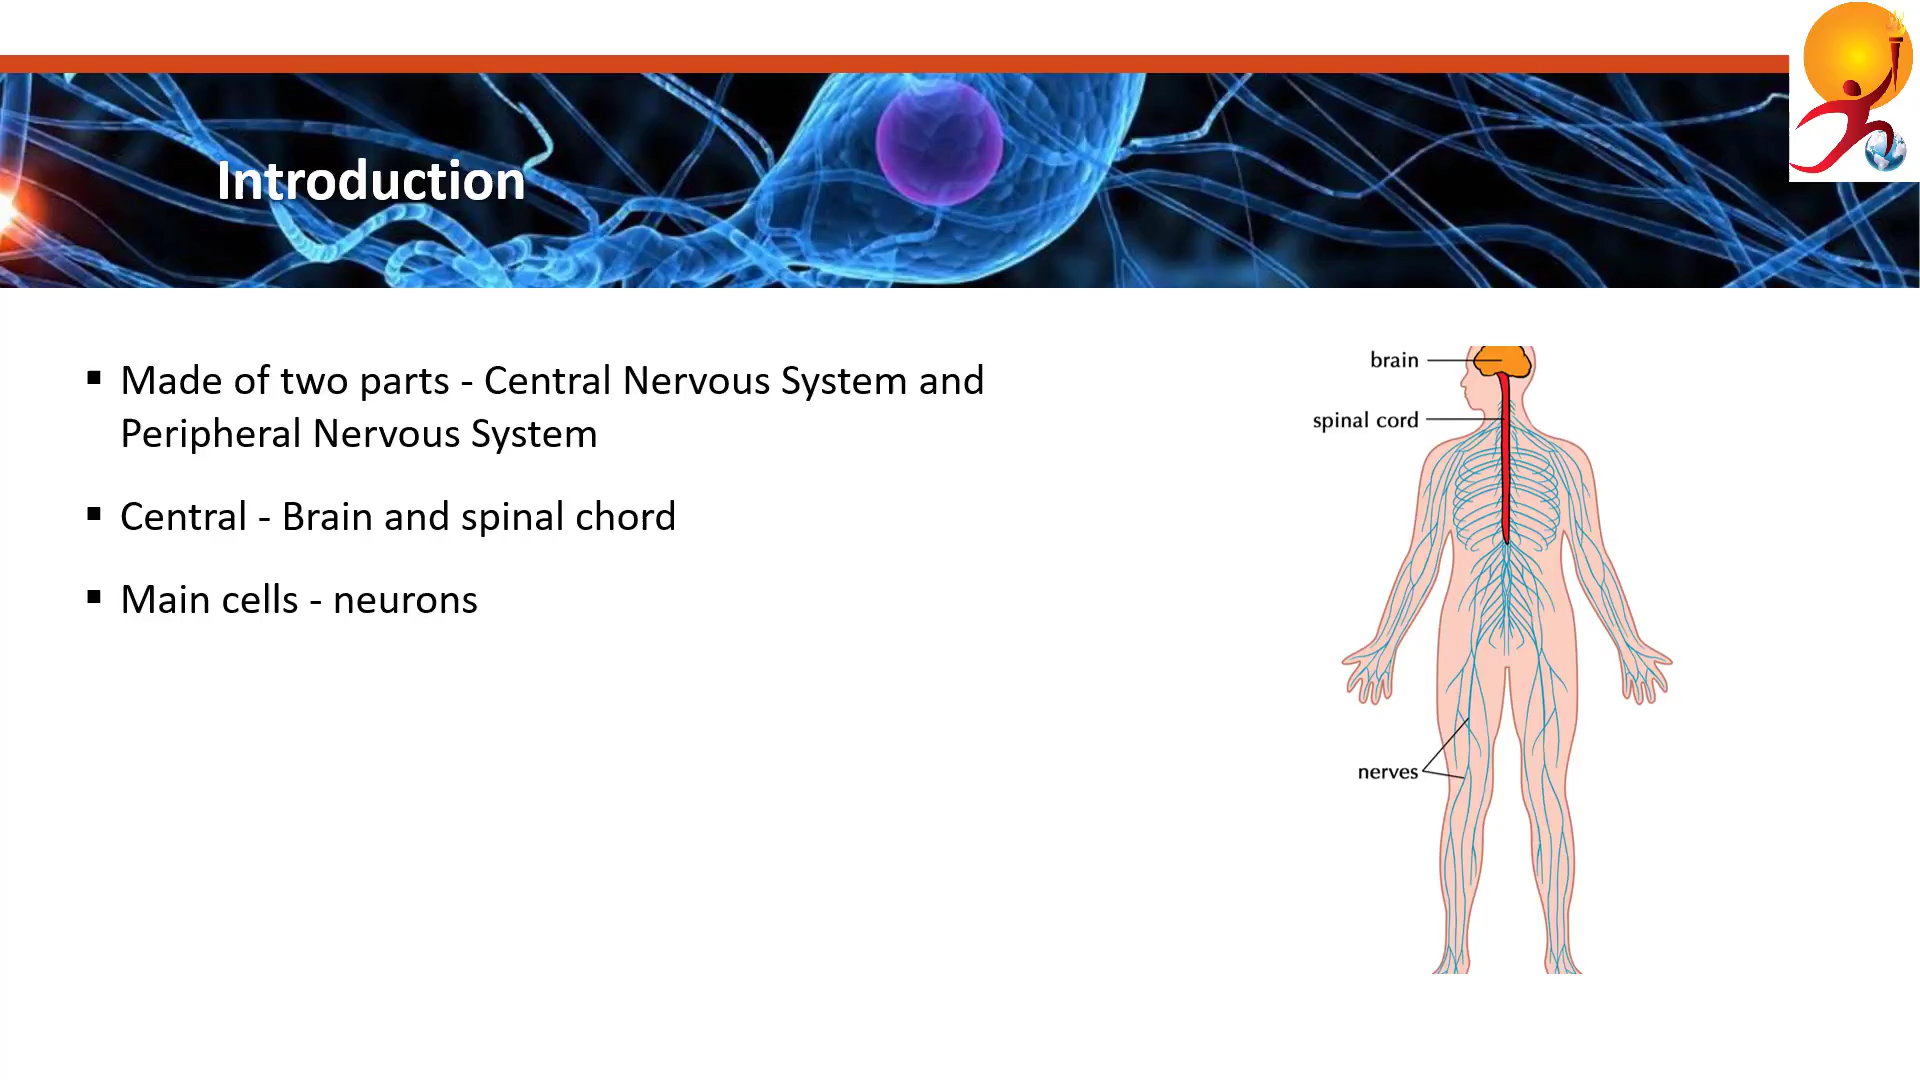 Introduction
▪ Made of two parts - Central Nervous System and
Peripheral Nervous System
▪ Central - Brain and spinal chord
▪ Main cells - neurons
brain
spinal cord
nerves